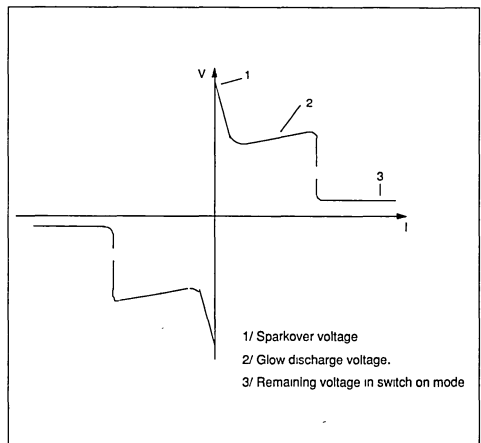 V
1
2
3
I
1/ Sparkover voltage
2/ Glow discharge voltage.
3/ Remaining voltage in switch on mode